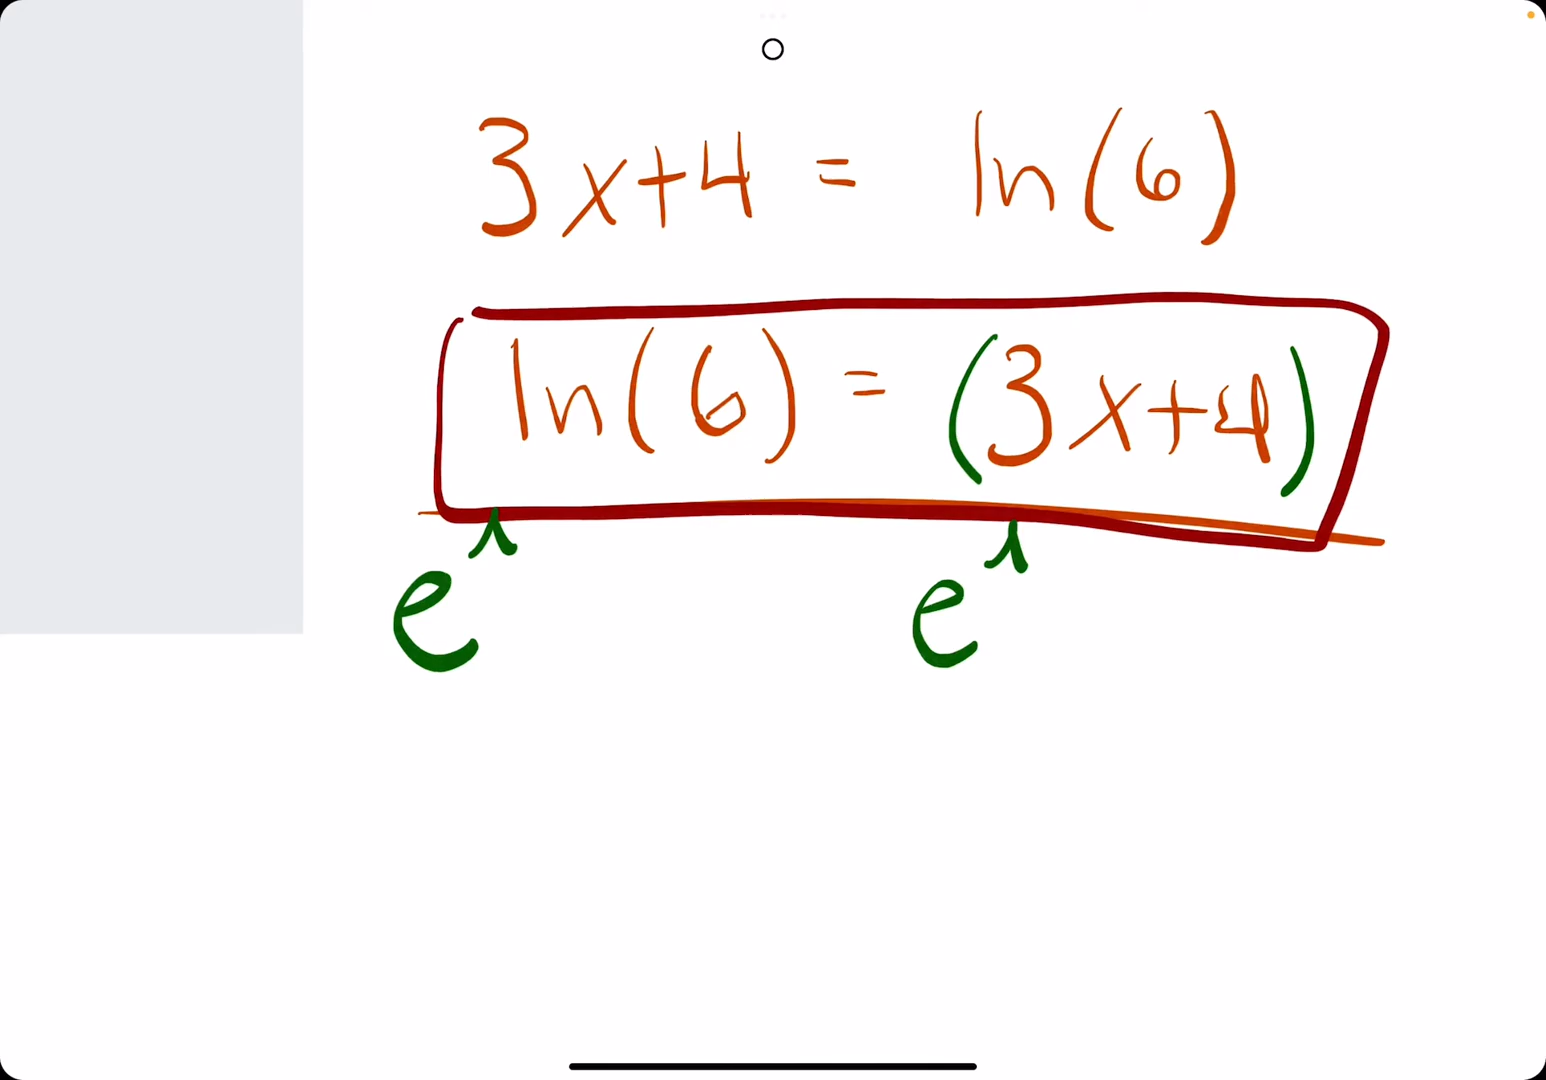 3x+4 = ln(6)
ln(6) = (3x+4)
e^ e^